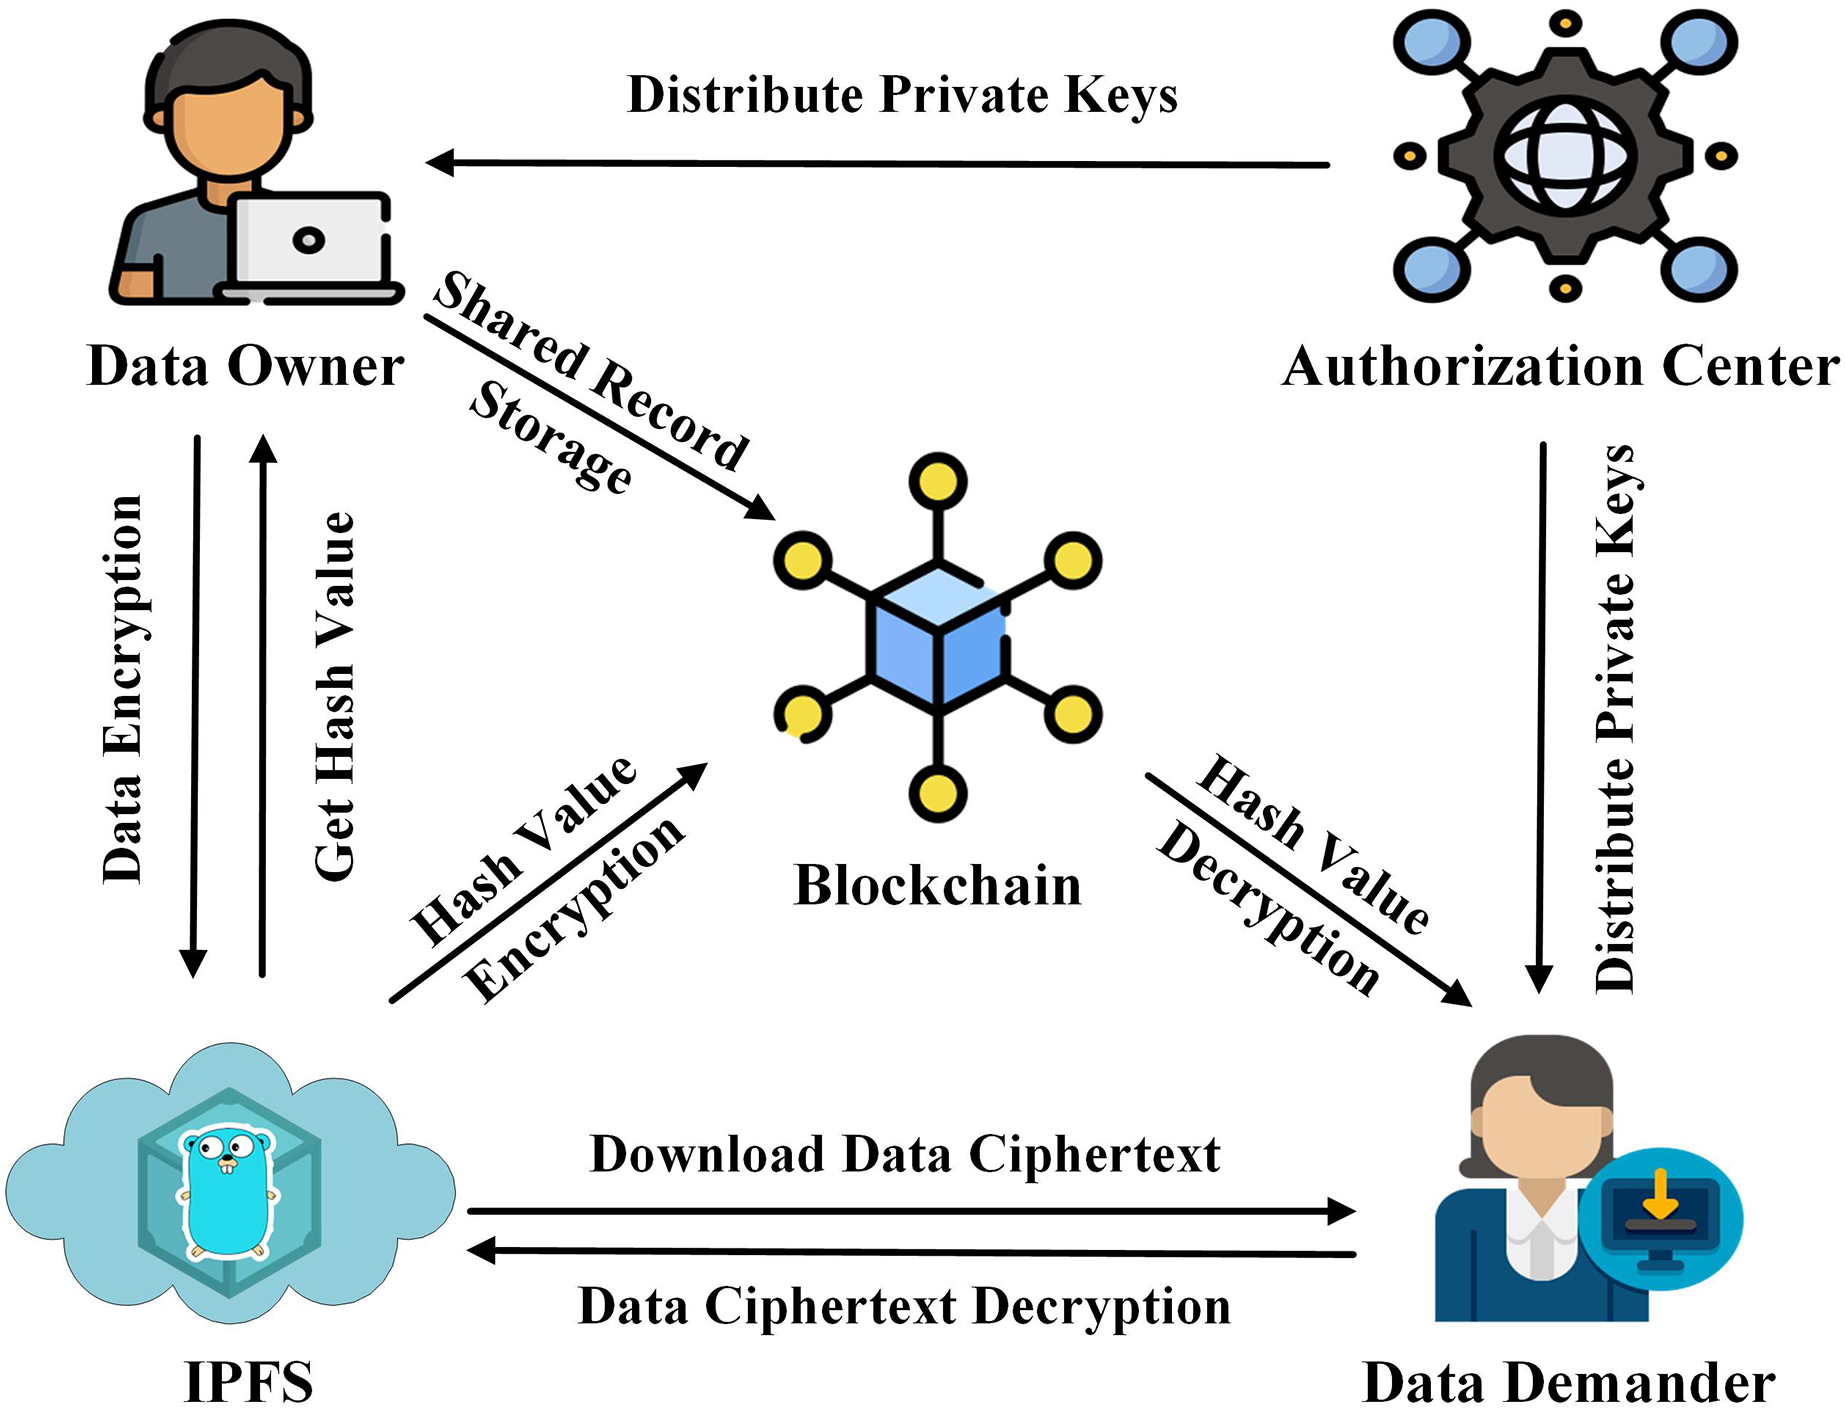 Distribute Private Keys
Data Owner
Authorization Center
Shared Record
Storage
Data Encryption
Get Hash Value
Distribute Private Keys
Hash Value
Encryption
Blockchain
Hash Value
Decryption
Download Data Ciphertext
Data Ciphertext Decryption
IPFS
Data Demander